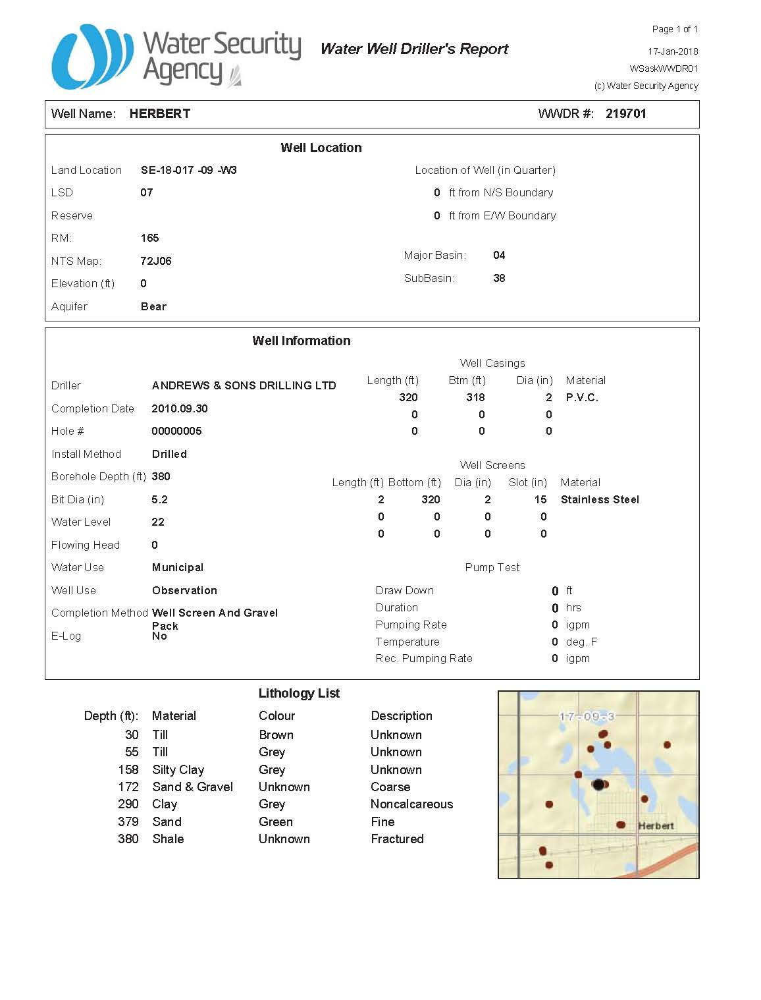 Water Security
Agency
Water Well Driller's Report
Page 1 of 1
17-Jan-2018
WSaskWWDR01
(c) Water Security Agency
Well Name: HERBERT WWDR #: 219701
Well Location
Land Location SE-18-017 -09 -W3 Location of Well (in Quarter)
LSD 07 0 ft from N/S Boundary
Reserve 0 ft from E/W Boundary
RM: 165
NTS Map: 72J06 Major Basin: 04
Elevation (ft) 0 SubBasin: 38
Aquifer Bear
Well Information
Driller ANDREWS & SONS DRILLING LTD
Completion Date 2010.09.30
Hole # 00000005
Install Method Drilled
Borehole Depth (ft) 380
Bit Dia (in) 5.2
Water Level 22
Flowing Head 0
Water Use Municipal
Well Use Observation
Completion Method Well Screen And Gravel
Pack
E-Log No
Well Casings
Length (ft) Btm (ft) Dia (in) Material
320 318 2 P.V.C.
0 0 0
0 0 0
Well Screens
Length (ft) Bottom (ft) Dia (in) Slot (in) Material
2 320 2 15 Stainless Steel
0 0 0 0
0 0 0 0
Pump Test
Draw Down 0 ft
Duration 0 hrs
Pumping Rate 0 igpm
Temperature 0 deg. F
Rec. Pumping Rate 0 igpm
Lithology List
Depth (ft): Material Colour Description
30 Till Brown Unknown
55 Till Grey Unknown
158 Silty Clay Grey Unknown
172 Sand & Gravel Unknown Coarse
290 Clay Grey Noncalcareous
379 Sand Green Fine
380 Shale Unknown Fractured
17-09-3
Herbert